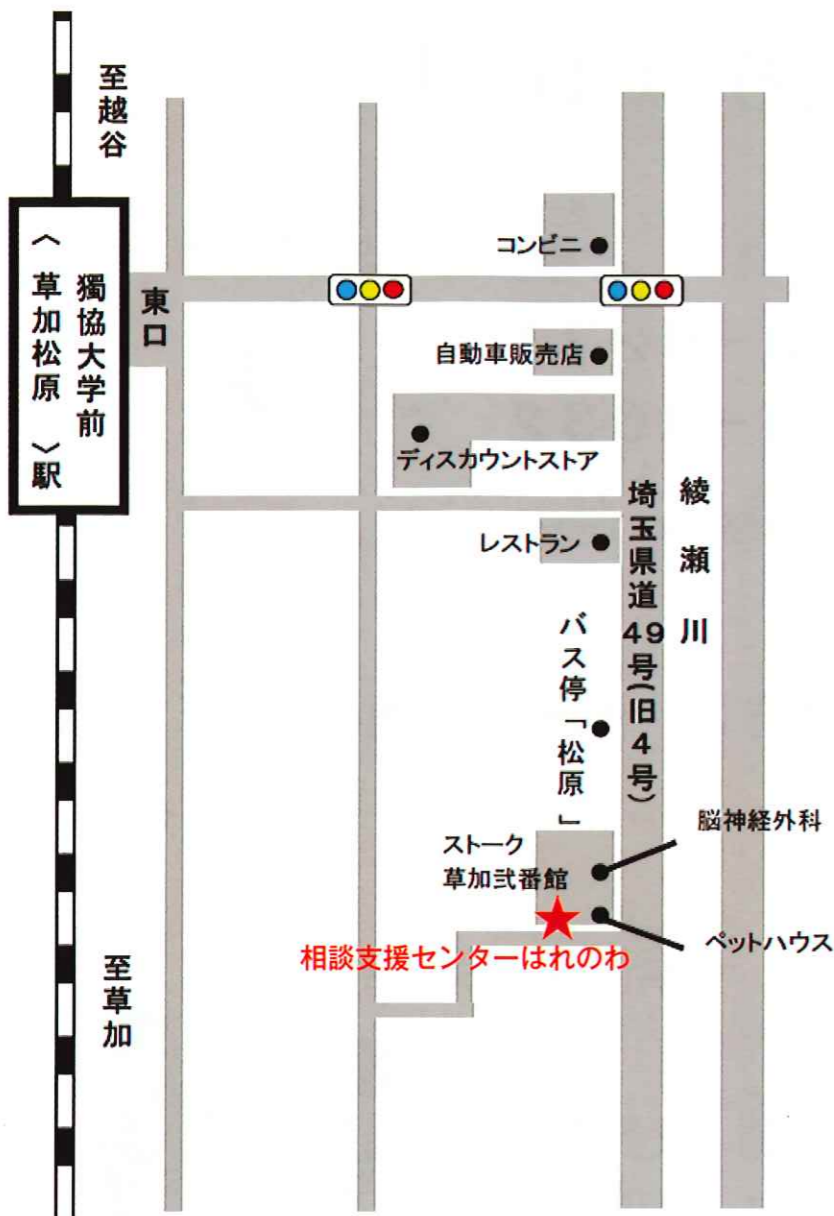 至越谷
獨協大学前
〈草加松原〉駅
東口
コンビニ
自動車販売店
ディスカウントストア
レストラン
綾瀬川
埼玉県道49号(旧4号)
バス停「松原」
脳神経外科
ストーク
草加弐番館
ペットハウス
相談支援センターはれのわ
至草加